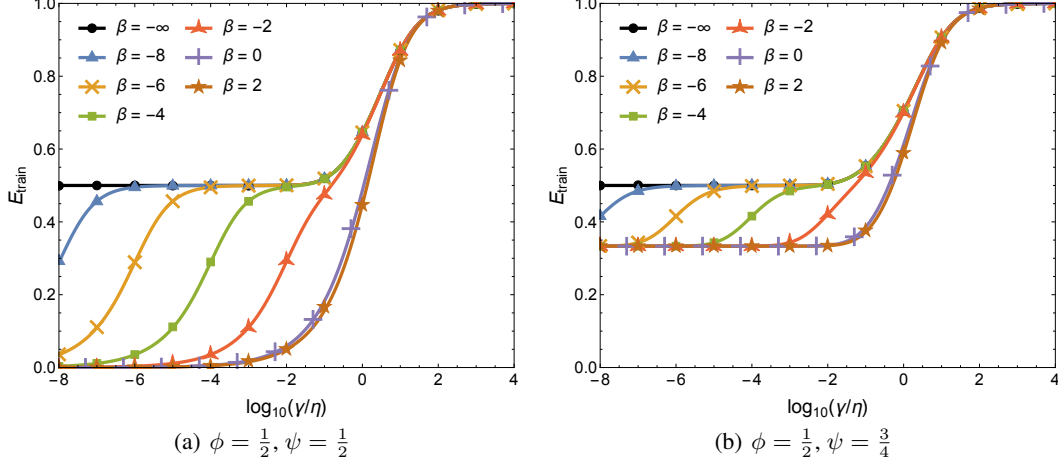 1.0
0.8
0.6
0.4
0.2
0.0
E_train
β = −∞
β = −8
β = −6
β = −4
β = −2
β = 0
β = 2
-8 -6 -4 -2 0 2 4
log₁₀(γ/η)
(a) ϕ = 1/2, ψ = 1/2
1.0
0.8
0.6
0.4
0.2
0.0
E_train
β = −∞
β = −8
β = −6
β = −4
β = −2
β = 0
β = 2
-8 -6 -4 -2 0 2 4
log₁₀(γ/η)
(b) ϕ = 1/2, ψ = 3/4